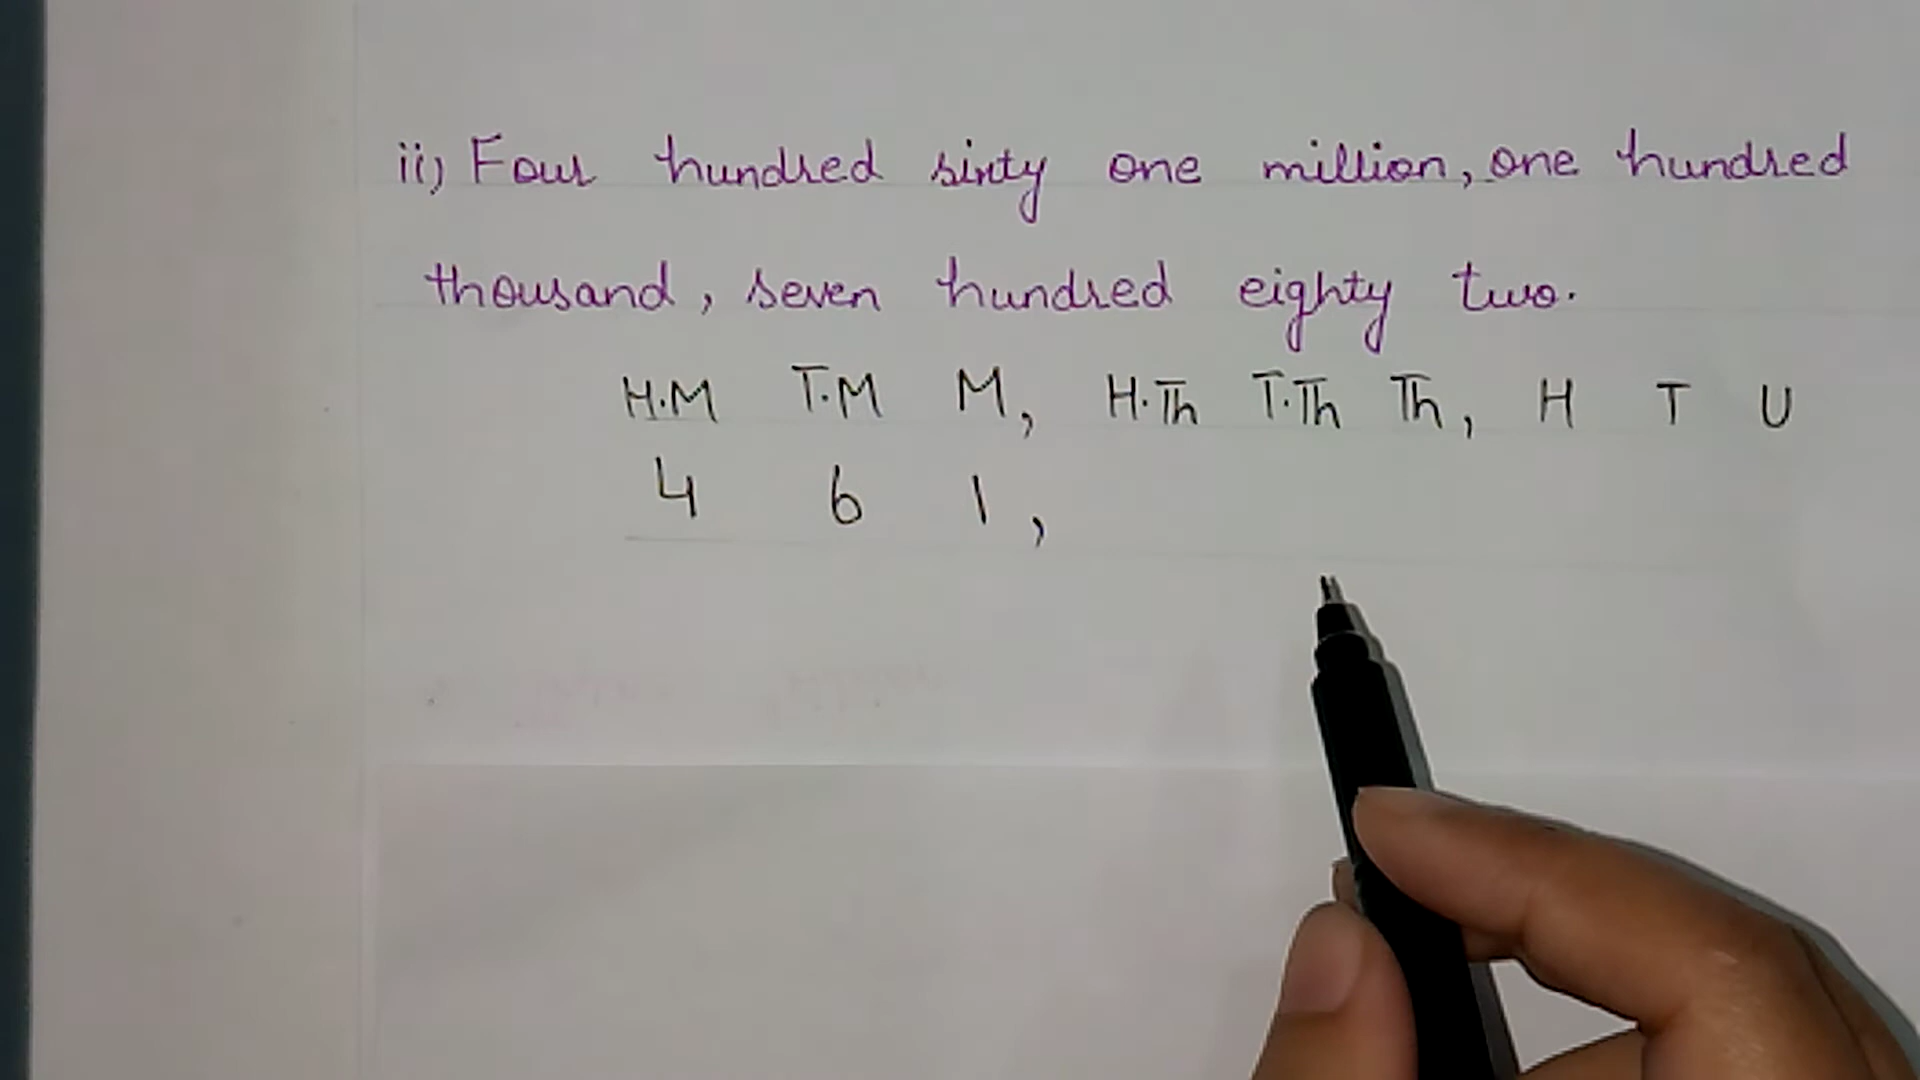 ii) Four hundred sixty one million, one hundred
thousand, seven hundred eighty two.
H.M T.M M, H.Th T.Th Th, H T U
4 6 1,